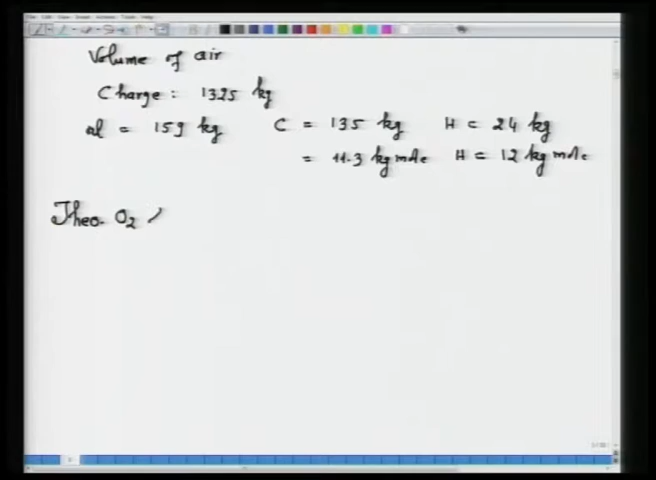 Volume of air
Charge : 1325 kg
oil = 159 kg C = 135 kg H = 24 kg
= 11.3 kg mole H = 12 kg mole
Theo. O2